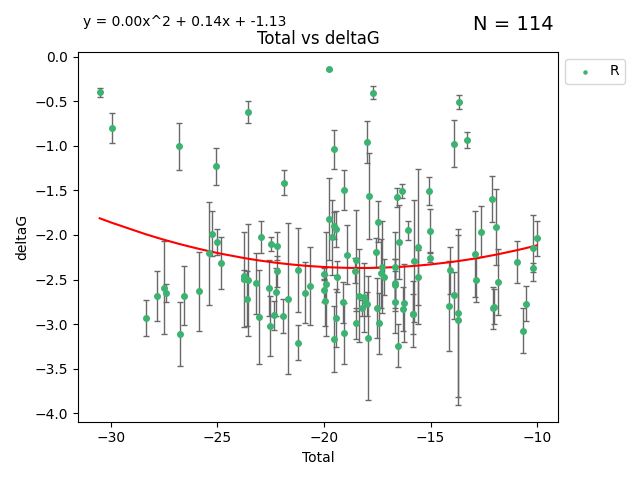 y = 0.00x^2 + 0.14x + -1.13
N = 114
Total vs deltaG
R
deltaG
0.0
−0.5
−1.0
−1.5
−2.0
−2.5
−3.0
−3.5
−4.0
−30
−25
−20
−15
−10
Total